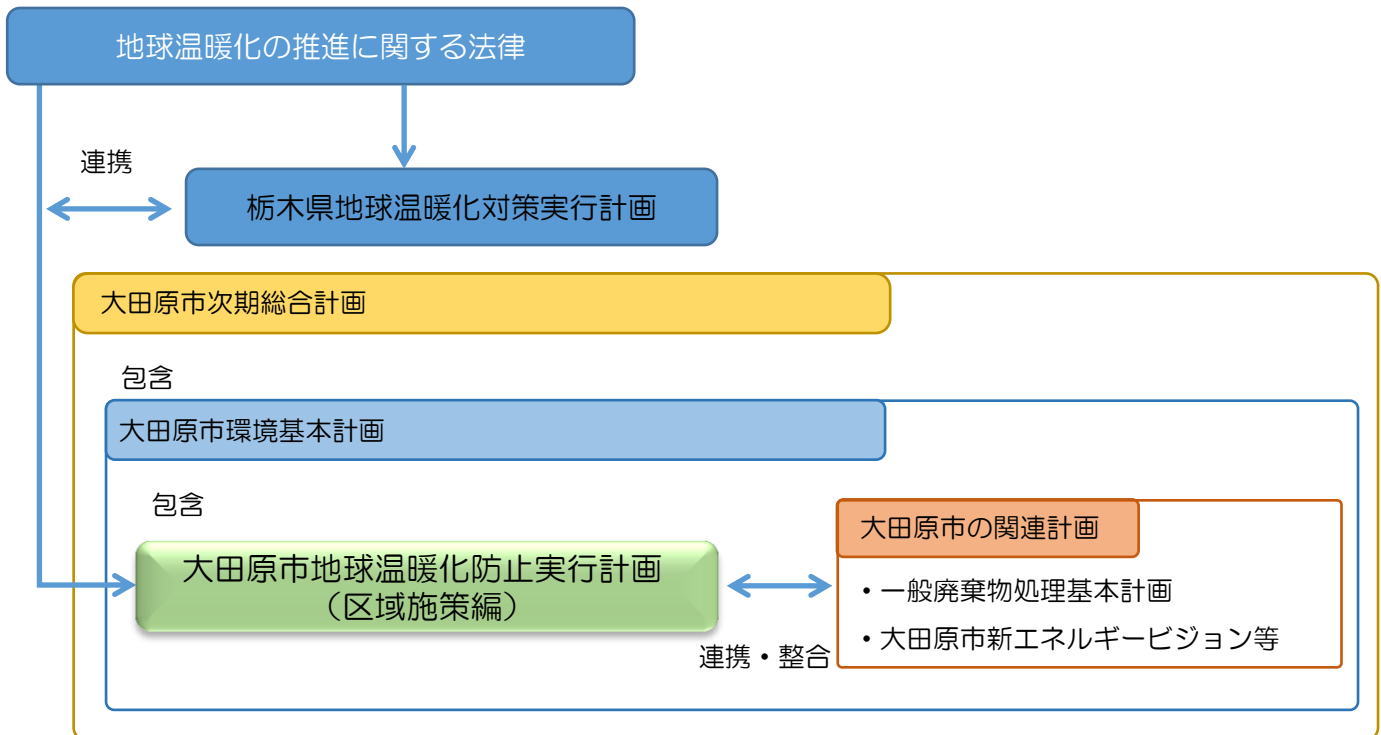 地球温暖化の推進に関する法律
連携
栃木県地球温暖化対策実行計画
大田原市次期総合計画
包含
大田原市環境基本計画
包含
大田原市地球温暖化防止実行計画
（区域施策編）
大田原市の関連計画
・一般廃棄物処理基本計画
・大田原市新エネルギービジョン等
連携・整合